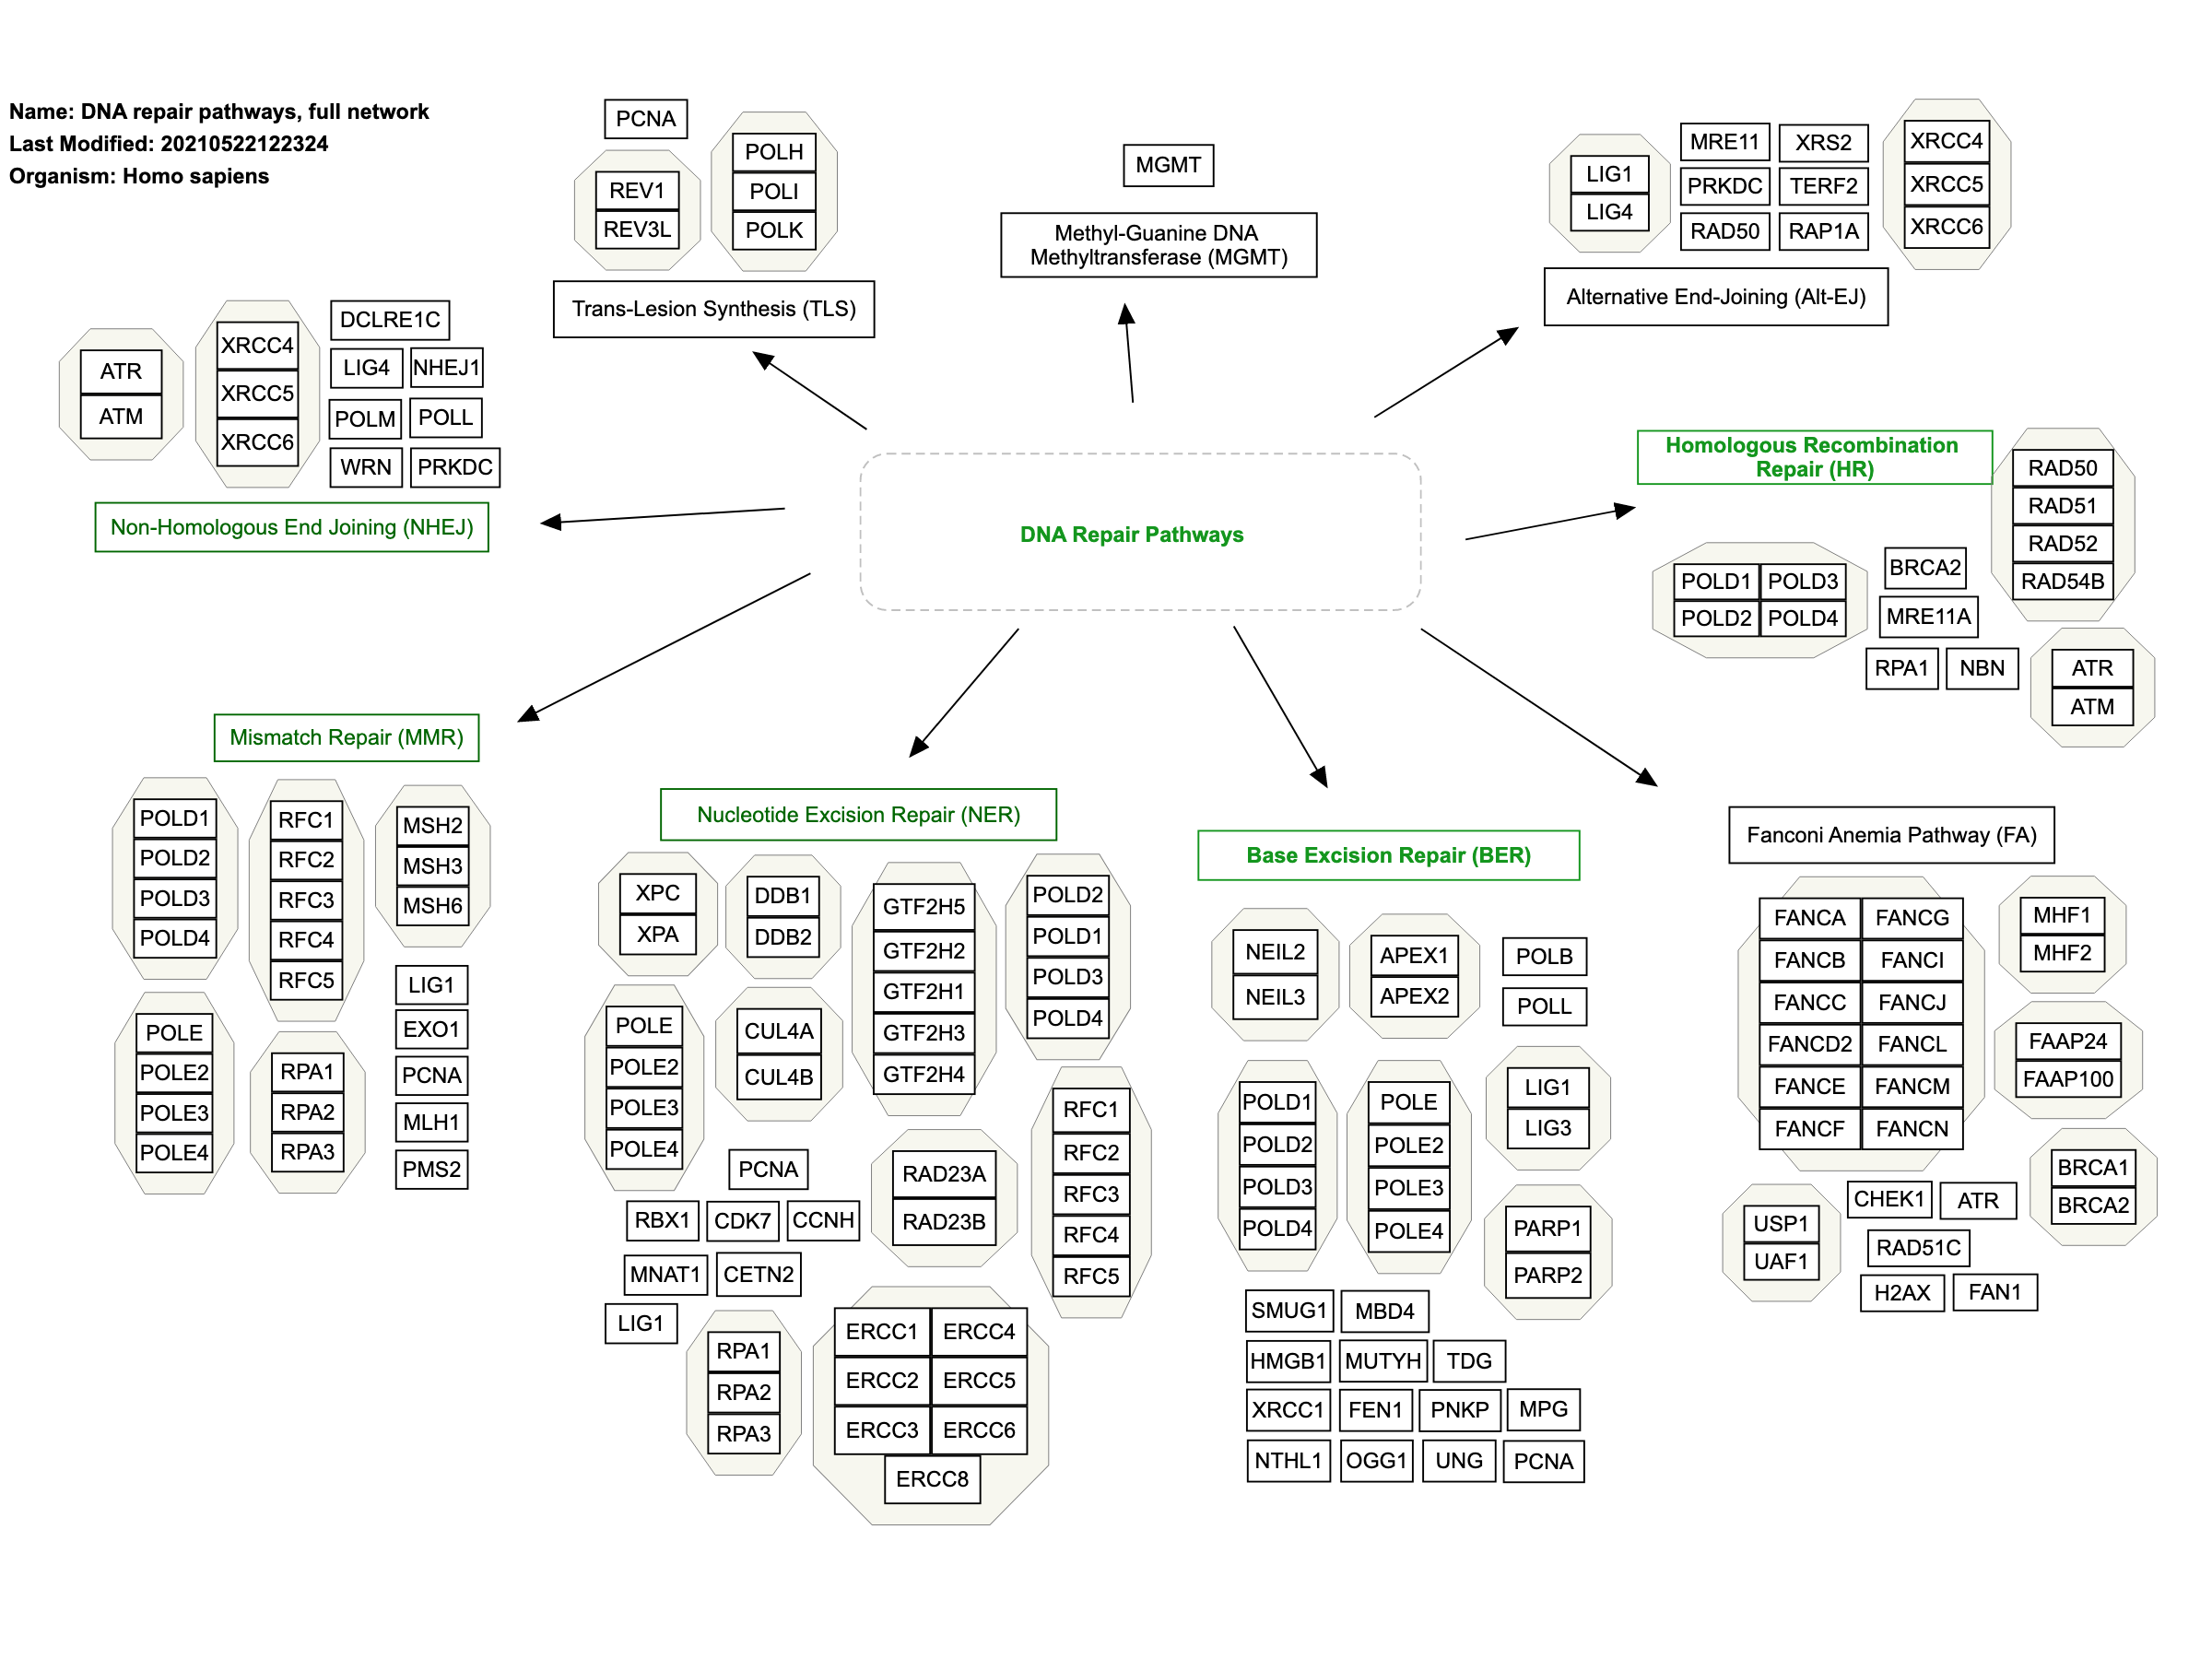 Name: DNA repair pathways, full network
Last Modified: 20210522122324
Organism: Homo sapiens
PCNA
REV1
REV3L
POLH
POLI
POLK
Trans-Lesion Synthesis (TLS)
MGMT
Methyl-Guanine DNA
Methyltransferase (MGMT)
LIG1
LIG4
MRE11
XRS2
PRKDC
TERF2
RAD50
RAP1A
XRCC4
XRCC5
XRCC6
Alternative End-Joining (Alt-EJ)
ATR
ATM
XRCC4
XRCC5
XRCC6
DCLRE1C
LIG4
NHEJ1
POLM
POLL
WRN
PRKDC
Non-Homologous End Joining (NHEJ)
DNA Repair Pathways
Homologous Recombination
Repair (HR)
RAD50
RAD51
RAD52
RAD54B
POLD1
POLD3
POLD2
POLD4
BRCA2
MRE11A
RPA1
NBN
ATR
ATM
Mismatch Repair (MMR)
POLD1
POLD2
POLD3
POLD4
RFC1
RFC2
RFC3
RFC4
RFC5
MSH2
MSH3
MSH6
POLE
POLE2
POLE3
POLE4
RPA1
RPA2
RPA3
LIG1
EXO1
PCNA
MLH1
PMS2
Nucleotide Excision Repair (NER)
XPC
XPA
DDB1
DDB2
GTF2H5
GTF2H2
GTF2H1
GTF2H3
GTF2H4
POLD2
POLD1
POLD3
POLD4
POLE
POLE2
POLE3
POLE4
CUL4A
CUL4B
PCNA
RBX1
CDK7
CCNH
MNAT1
CETN2
LIG1
RAD23A
RAD23B
RFC1
RFC2
RFC3
RFC4
RFC5
RPA1
RPA2
RPA3
ERCC1
ERCC4
ERCC2
ERCC5
ERCC3
ERCC6
ERCC8
Base Excision Repair (BER)
NEIL2
NEIL3
APEX1
APEX2
POLB
POLL
POLD1
POLD2
POLD3
POLD4
POLE
POLE2
POLE3
POLE4
LIG1
LIG3
PARP1
PARP2
SMUG1
MBD4
HMGB1
MUTYH
TDG
XRCC1
FEN1
PNKP
MPG
NTHL1
OGG1
UNG
PCNA
Fanconi Anemia Pathway (FA)
FANCA
FANCG
FANCB
FANCI
FANCC
FANCJ
FANCD2
FANCL
FANCE
FANCM
FANCF
FANCN
MHF1
MHF2
FAAP24
FAAP100
BRCA1
BRCA2
USP1
UAF1
CHEK1
ATR
RAD51C
H2AX
FAN1